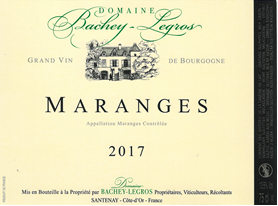 DOMAINE
Bachey-Legros
GRAND VIN DE BOURGOGNE
MARANGES
Appellation Maranges Contrôlée
2017
Domaine
Mis en Bouteille à la Propriété par BACHEY-LEGROS Propriétaires, Viticulteurs, Récoltants
SANTENAY - Côte-d'Or - France